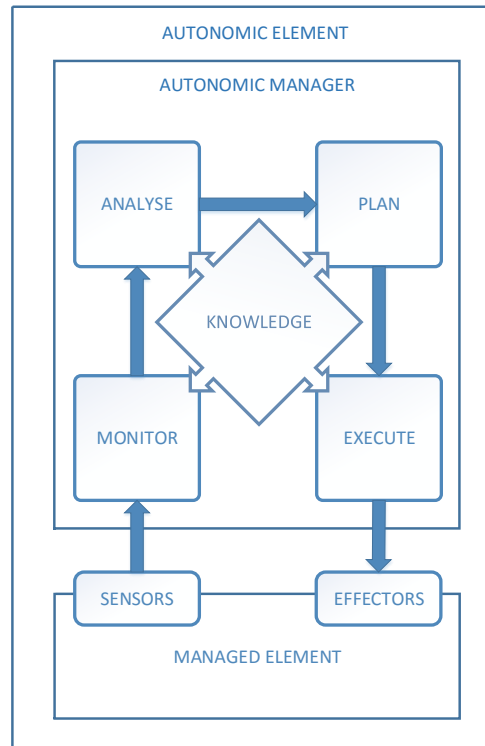 AUTONOMIC ELEMENT
AUTONOMIC MANAGER
ANALYSE
PLAN
KNOWLEDGE
MONITOR
EXECUTE
SENSORS
EFFECTORS
MANAGED ELEMENT